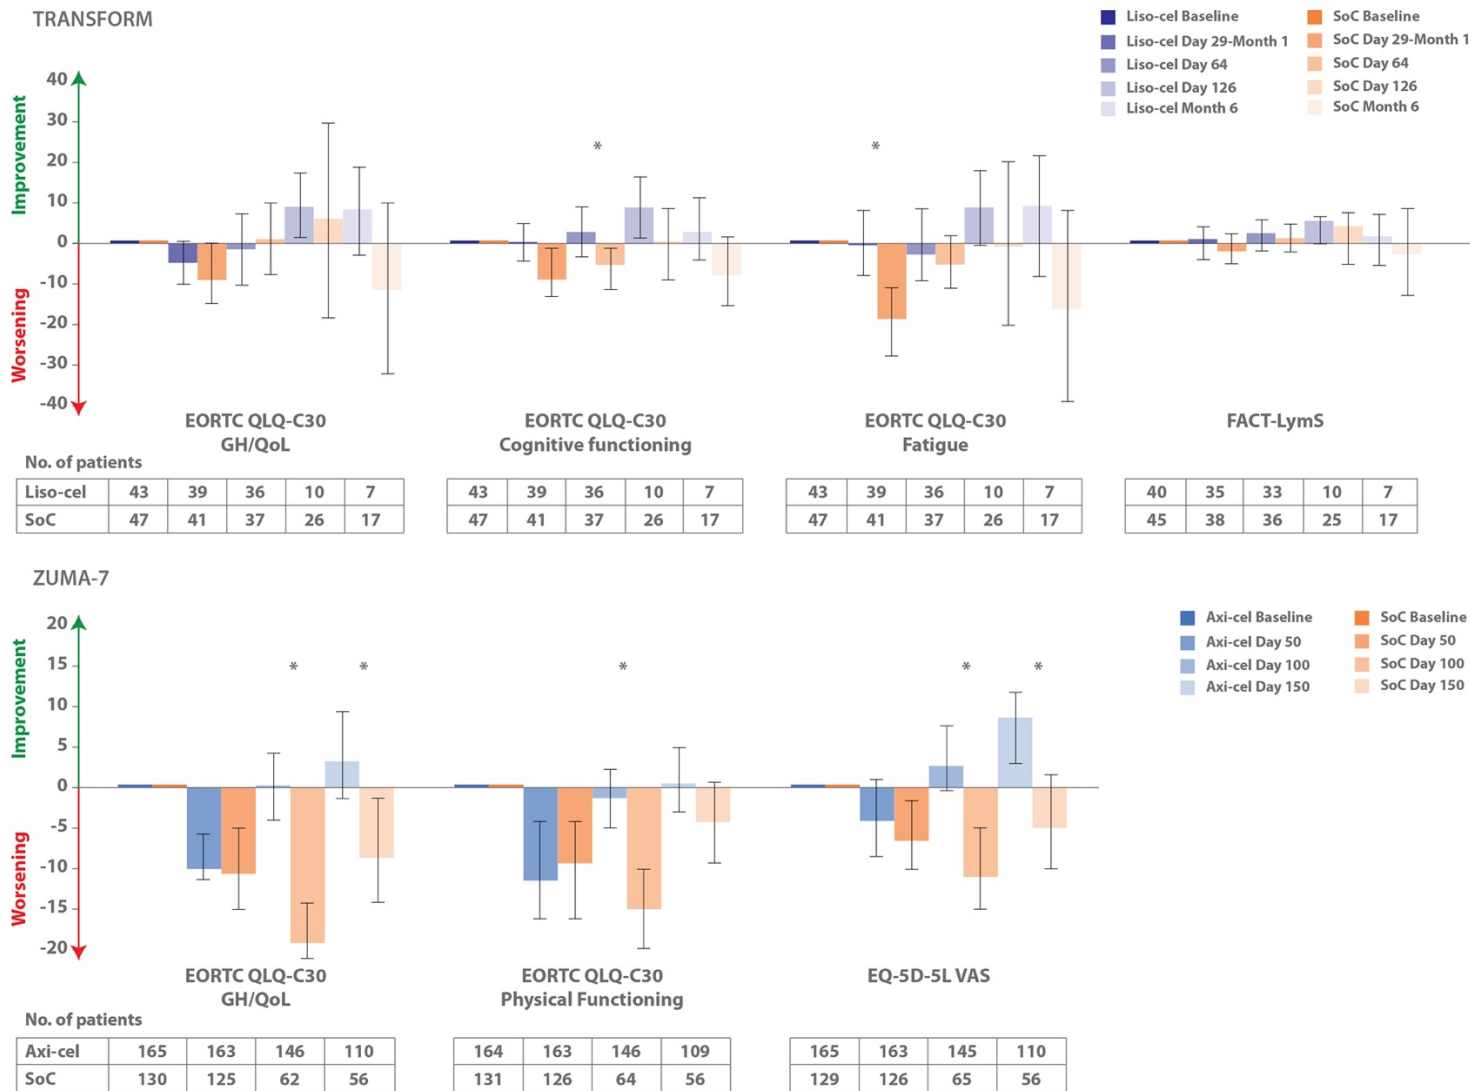 TRANSFORM
Liso-cel Baseline
Liso-cel Day 29-Month 1
Liso-cel Day 64
Liso-cel Day 126
Liso-cel Month 6
SoC Baseline
SoC Day 29-Month 1
SoC Day 64
SoC Day 126
SoC Month 6
Improvement
Worsening
40
30
20
10
0
-10
-20
-30
-40
*
*
EORTC QLQ-C30
GH/QoL
EORTC QLQ-C30
Cognitive functioning
EORTC QLQ-C30
Fatigue
FACT-LymS
No. of patients
Liso-cel 43 39 36 10 7 43 39 36 10 7 43 39 36 10 7 40 35 33 10 7
SoC 47 41 37 26 17 47 41 37 26 17 47 41 37 26 17 45 38 36 25 17
ZUMA-7
Axi-cel Baseline
Axi-cel Day 50
Axi-cel Day 100
Axi-cel Day 150
SoC Baseline
SoC Day 50
SoC Day 100
SoC Day 150
Improvement
Worsening
20
15
10
5
0
-5
-10
-15
-20
* * * * *
EORTC QLQ-C30
GH/QoL
EORTC QLQ-C30
Physical Functioning
EQ-5D-5L VAS
No. of patients
Axi-cel 165 163 146 110 164 163 146 109 165 163 145 110
SoC 130 125 62 56 131 126 64 56 129 126 65 56